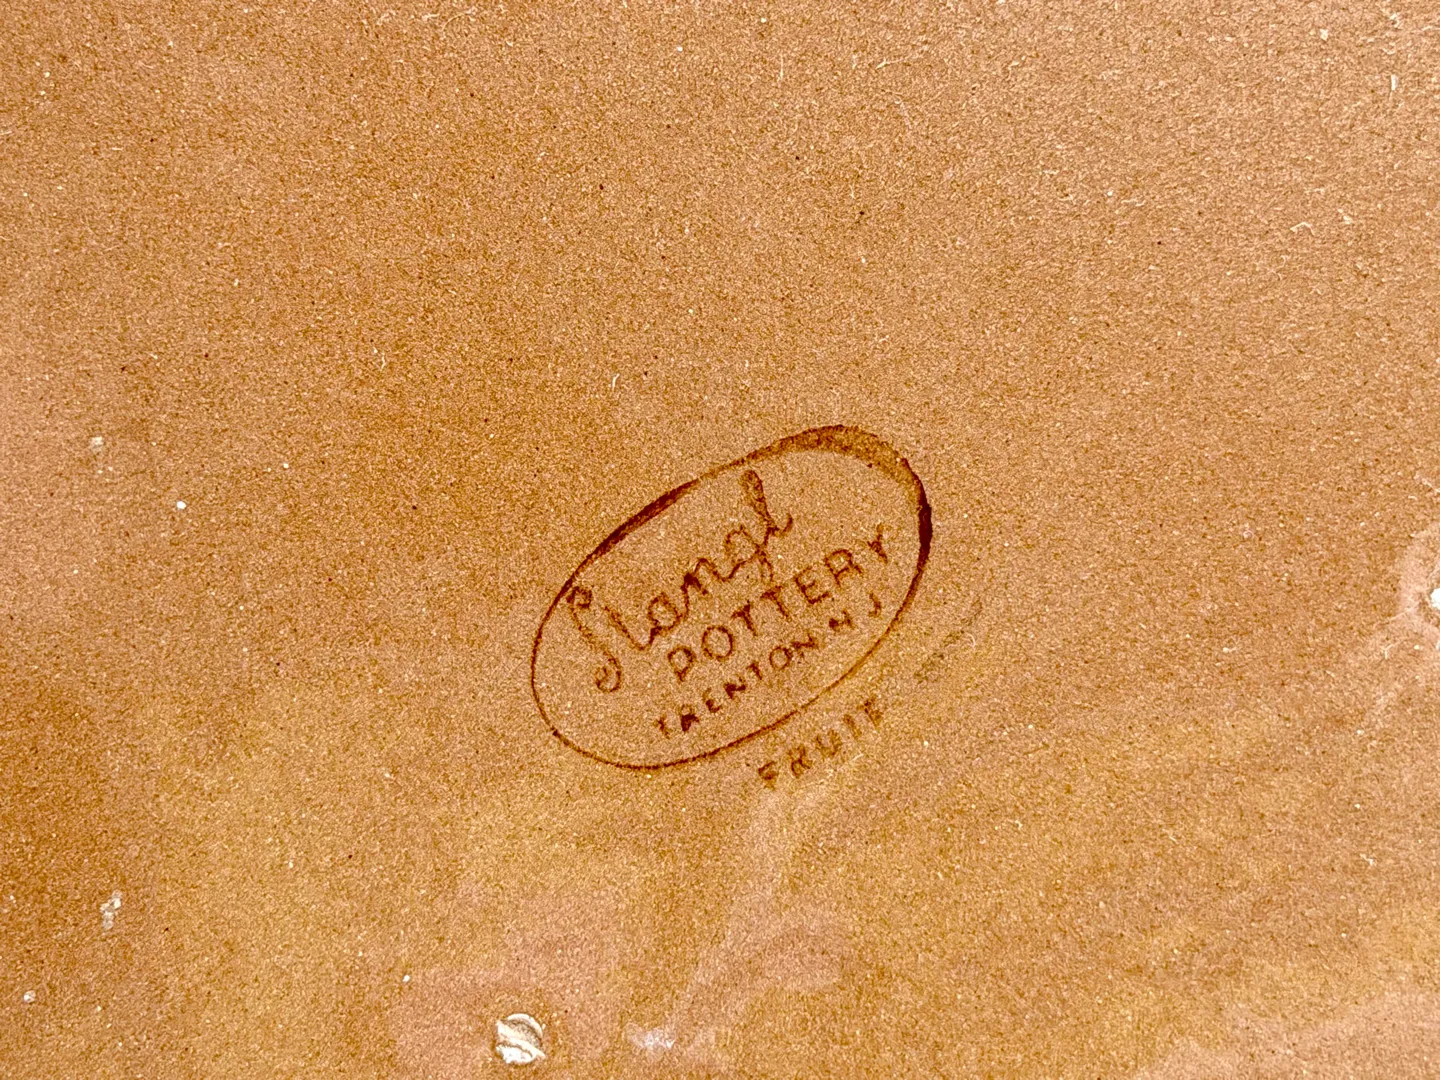 Stangl
POTTERY
TRENTON. N J
FRUIT